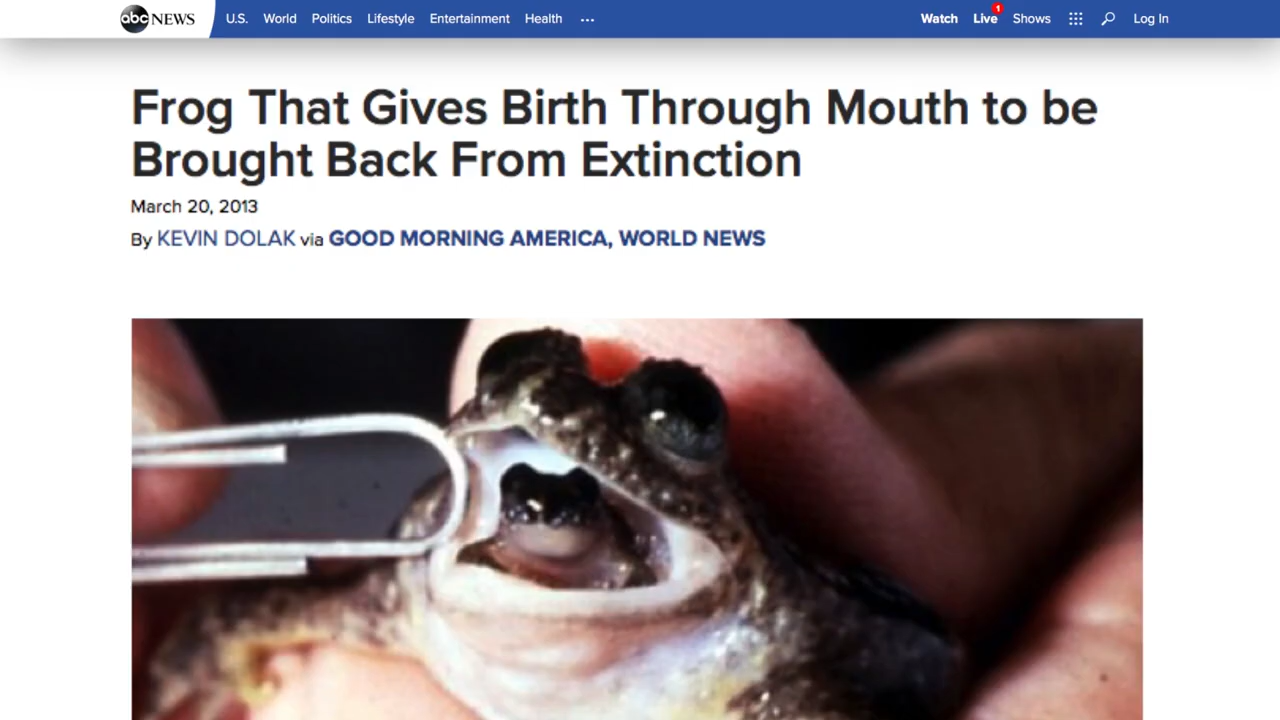 abc NEWS U.S. World Politics Lifestyle Entertainment Health ... Watch Live 1 Shows Log In
Frog That Gives Birth Through Mouth to be
Brought Back From Extinction
March 20, 2013
By KEVIN DOLAK via GOOD MORNING AMERICA, WORLD NEWS